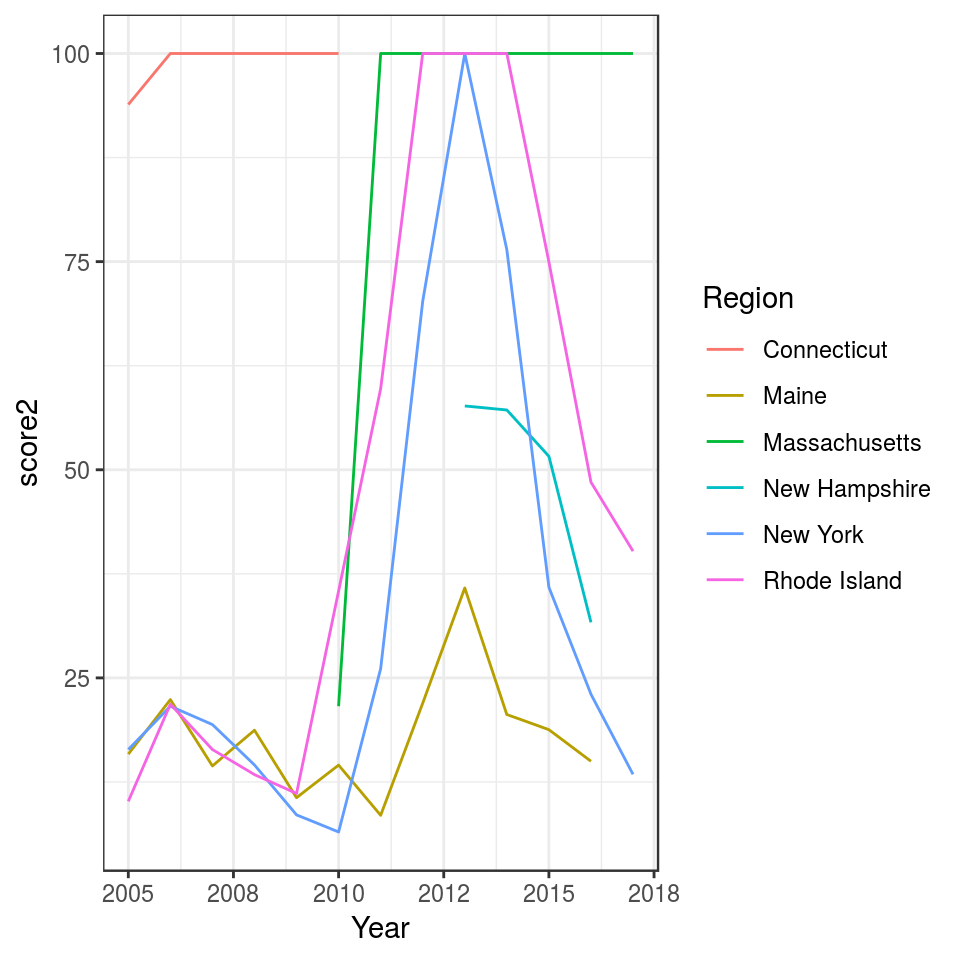 100
75
50
25
score2
2005 2008 2010 2012 2015 2018
Year
Region
Connecticut
Maine
Massachusetts
New Hampshire
New York
Rhode Island